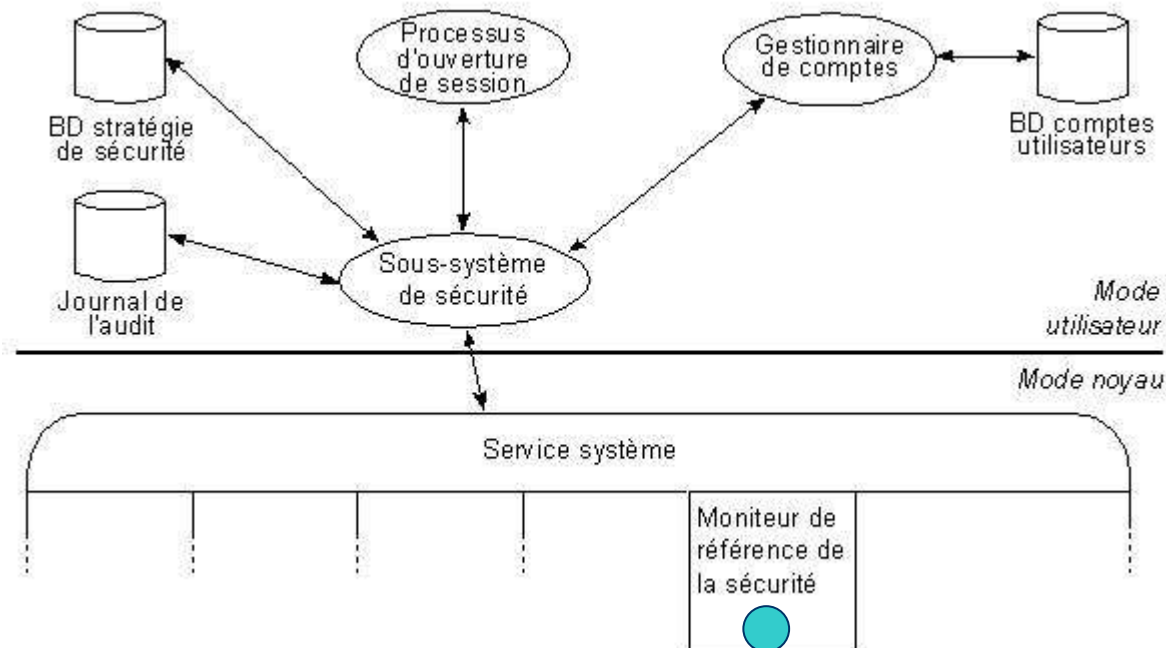 Processus
d'ouverture
de session
Gestionnaire
de comptes
BD stratégie
de sécurité
BD comptes
utilisateurs
Sous-système
de sécurité
Journal de
l'audit
Mode
utilisateur
Mode noyau
Service système
Moniteur de
référence de
la sécurité